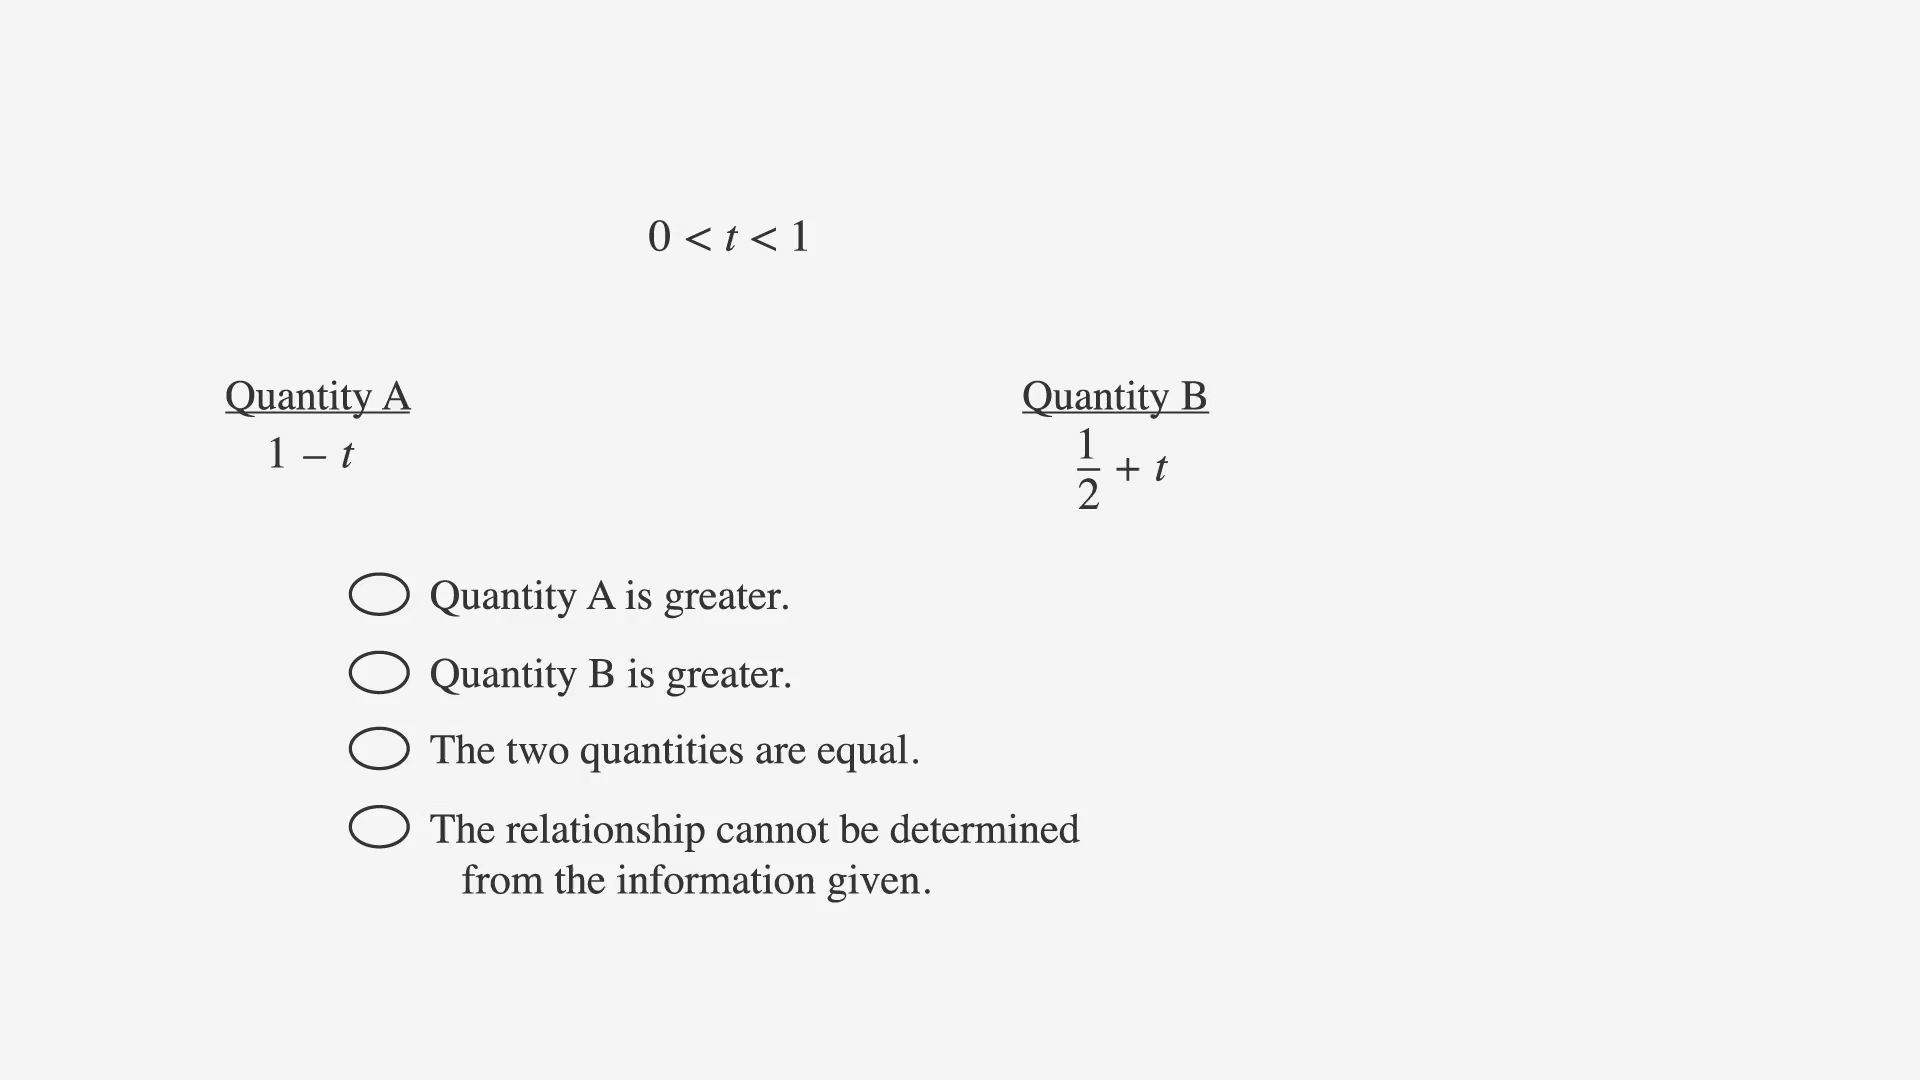 0 < t < 1
Quantity A
1 – t
Quantity B
1/2 + t
Quantity A is greater.
Quantity B is greater.
The two quantities are equal.
The relationship cannot be determined
from the information given.